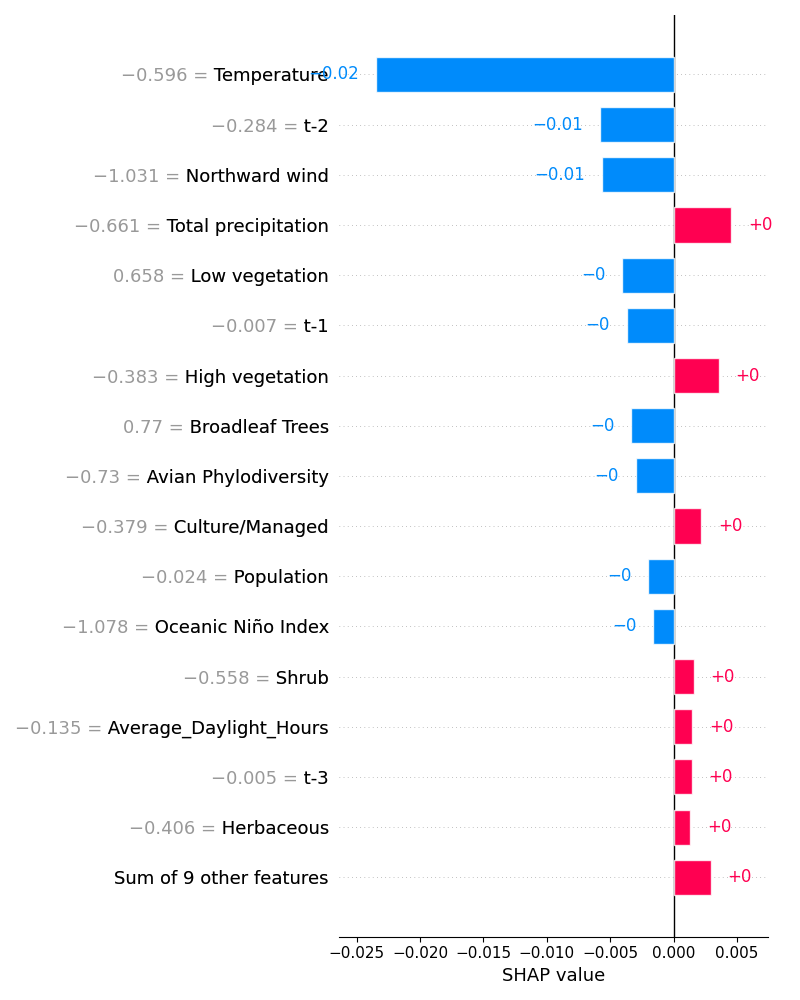 −0.596 = Temperature −0.02
−0.284 = t-2 −0.01
−1.031 = Northward wind −0.01
−0.661 = Total precipitation +0
0.658 = Low vegetation −0
−0.007 = t-1 −0
−0.383 = High vegetation +0
0.77 = Broadleaf Trees −0
−0.73 = Avian Phylodiversity −0
−0.379 = Culture/Managed +0
−0.024 = Population −0
−1.078 = Oceanic Niño Index −0
−0.558 = Shrub +0
−0.135 = Average_Daylight_Hours +0
−0.005 = t-3 +0
−0.406 = Herbaceous +0
Sum of 9 other features +0
−0.025 −0.020 −0.015 −0.010 −0.005 0.000 0.005
SHAP value